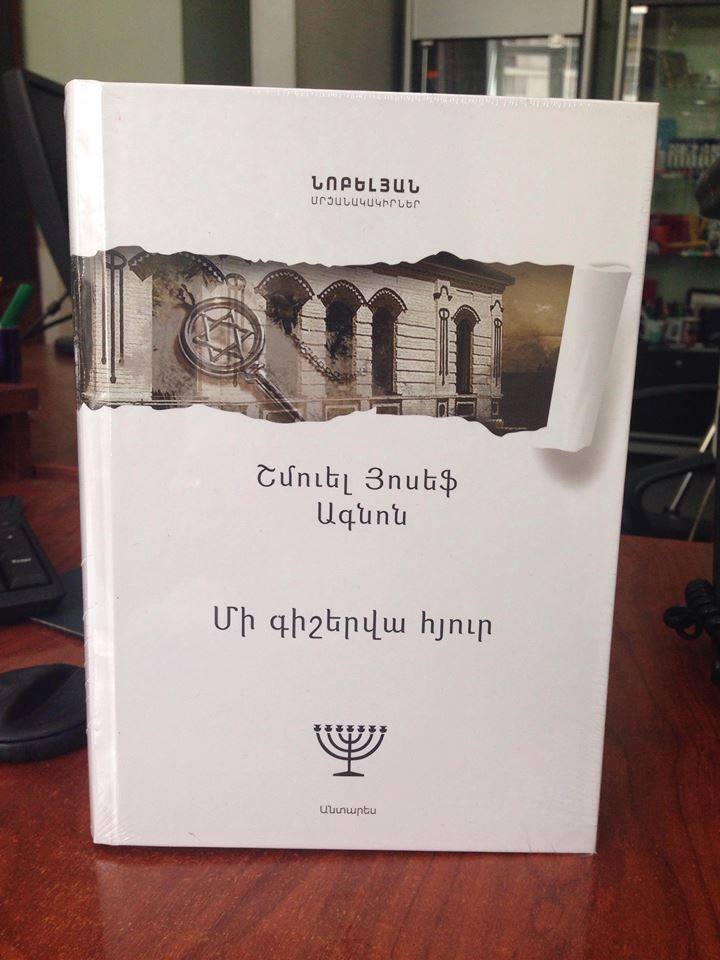 ՆՈԲԵԼՅԱՆ
ՄՐՑԱՆԱԿԱԿԻՐՆԵՐ
Շմուել Յոսեֆ
Ագնոն
Մի գիշերվա հյուր
Անտարես